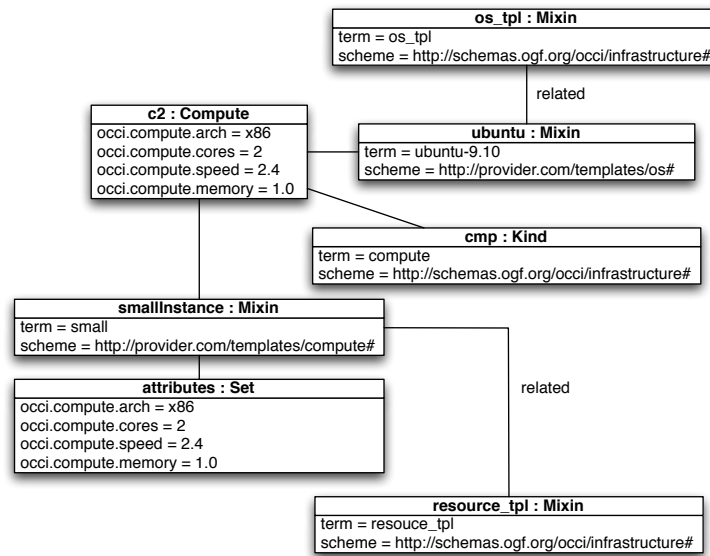 os_tpl : Mixin
term = os_tpl
scheme = http://schemas.ogf.org/occi/infrastructure#
related
c2 : Compute
occi.compute.arch = x86
occi.compute.cores = 2
occi.compute.speed = 2.4
occi.compute.memory = 1.0
ubuntu : Mixin
term = ubuntu-9.10
scheme = http://provider.com/templates/os#
cmp : Kind
term = compute
scheme = http://schemas.ogf.org/occi/infrastructure#
smallInstance : Mixin
term = small
scheme = http://provider.com/templates/compute#
attributes : Set
occi.compute.arch = x86
occi.compute.cores = 2
occi.compute.speed = 2.4
occi.compute.memory = 1.0
related
resource_tpl : Mixin
term = resouce_tpl
scheme = http://schemas.ogf.org/occi/infrastructure#